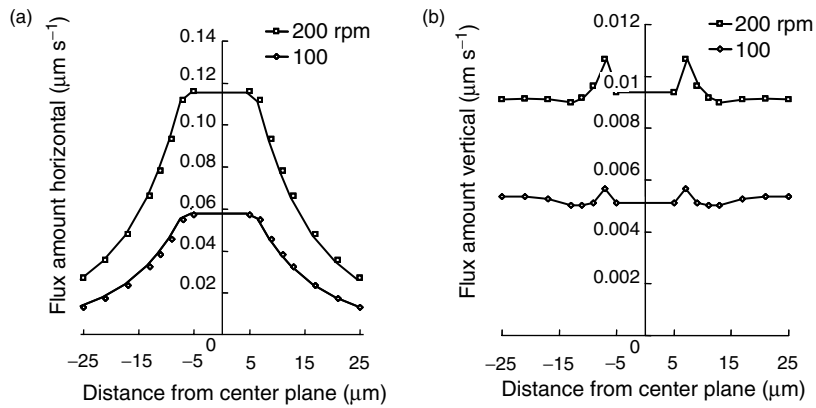 (a)
Flux amount horizontal (μm s⁻¹)
200 rpm
100
0.14
0.12
0.10
0.08
0.06
0.04
0.02
0
−25 −15 −5 5 15 25
Distance from center plane (μm)
(b)
Flux amount vertical (μm s⁻¹)
200 rpm
100
0.012
0.01
0.008
0.006
0.004
0.002
0
−25 −15 −5 5 15 25
Distance from center plane (μm)